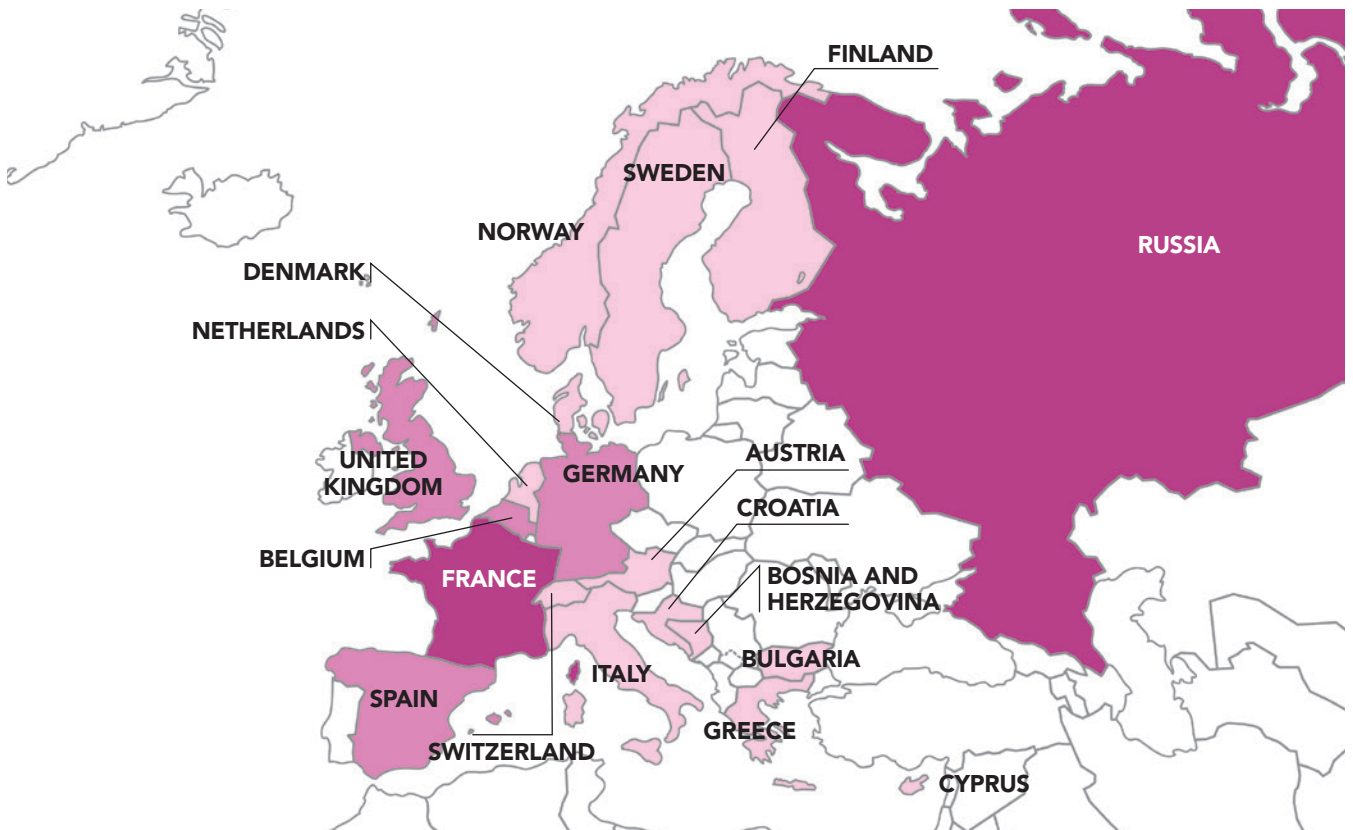 FINLAND
SWEDEN
NORWAY
RUSSIA
DENMARK
NETHERLANDS
UNITED
KINGDOM
GERMANY
AUSTRIA
CROATIA
BELGIUM
FRANCE
BOSNIA AND
HERZEGOVINA
BULGARIA
ITALY
SPAIN
GREECE
SWITZERLAND
CYPRUS